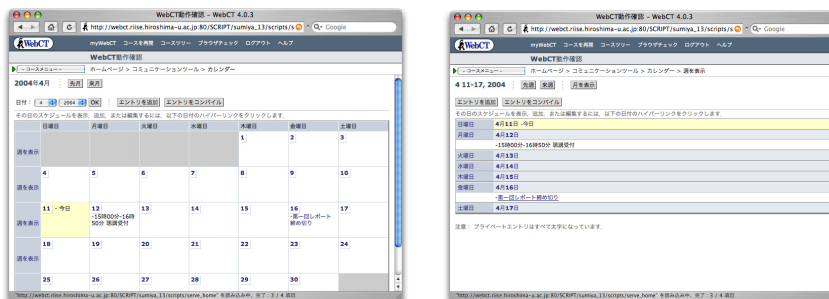 WebCT動作確認 – WebCT 4.0.3
http://webct.riise.hiroshima-u.ac.jp:80/SCRIPT/sumiya_13/scripts/s
Google
WebCT
myWebCT コースを再開 コースツリー ブラウザチェック ログアウト ヘルプ
WebCT動作確認
- コースメニュー -
ホームページ > コミュニケーションツール > カレンダー
2004年4月 先月 来月
日付： 4 2004 OK エントリを追加 エントリをコンパイル
その日のスケジュールを表示、追加、または編集するには、以下の日付のハイパーリンクをクリックします.
日曜日 月曜日 火曜日 水曜日 木曜日 金曜日 土曜日
週を表示 1 2 3
週を表示 4 5 6 7 8 9 10
週を表示 11 - 今日 12 13 14 15 16 17
-15時00分-16時50分 聴講受付
-第一回レポート締め切り
週を表示 18 19 20 21 22 23 24
25 26 27 28 29 30
"http://webct.riise.hiroshima-u.ac.jp:80/SCRIPT/sumiya_13/scripts/serve_home" を読み込み中、完了：3 / 4 項目
WebCT動作確認 – WebCT 4.0.3
http://webct.riise.hiroshima-u.ac.jp:80/SCRIPT/sumiya_13/scripts/s
Google
WebCT
myWebCT コースを再開 コースツリー ブラウザチェック ログアウト ヘルプ
WebCT動作確認
- コースメニュー -
ホームページ > コミュニケーションツール > カレンダー > 週を表示
4 11-17, 2004 先週 来週 月を表示
エントリを追加 エントリをコンパイル
その日のスケジュールを表示、追加、または編集するには、以下の日付のハイパーリンクをクリックします.
日曜日 4月11日 -今日
月曜日 4月12日
-15時00分-16時50分 聴講受付
火曜日 4月13日
水曜日 4月14日
木曜日 4月15日
金曜日 4月16日
-第一回レポート締め切り
土曜日 4月17日
注意： プライベートエントリはすべて太字になっています.
"http://webct.riise.hiroshima-u.ac.jp:80/SCRIPT/sumiya_13/scripts/serve_home" を読み込み中、完了：3 / 4 項目